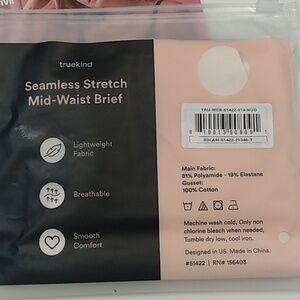 truekind
Seamless Stretch
Mid-Waist Brief
Lightweight
Fabric
Breathable
Smooth
Comfort
Main Fabric:
81% Polyamide - 19% Elastane
Gusset:
100% Cotton
Machine wash cold, Only non
chlorine bleach when needed,
Tumble dry low, cool iron.
Designed in US. Made in China.
#51422 | RN# 156403